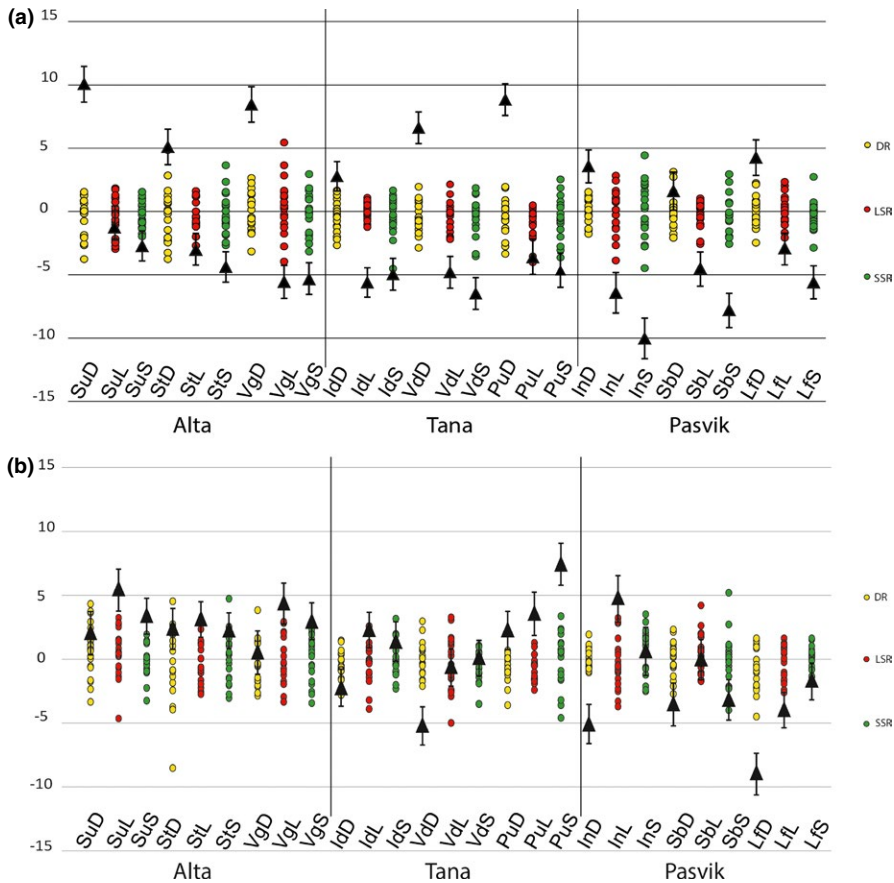 (a)
15
10
5
0
-5
-10
-15
SuD SuL SuS StD StL StS VgD VgL VgS IdD IdL IdS VdD VdL VdS PuD PuL PuS InD InL InS SbD SbL SbS LfD LfL LfS
Alta Tana Pasvik
DR
LSR
SSR
(b)
15
10
5
0
-5
-10
-15
SuD SuL SuS StD StL StS VgD VgL VgS IdD IdL IdS VdD VdL VdS PuD PuL PuS InD InL InS SbD SbL SbS LfD LfL LfS
Alta Tana Pasvik
DR
LSR
SSR